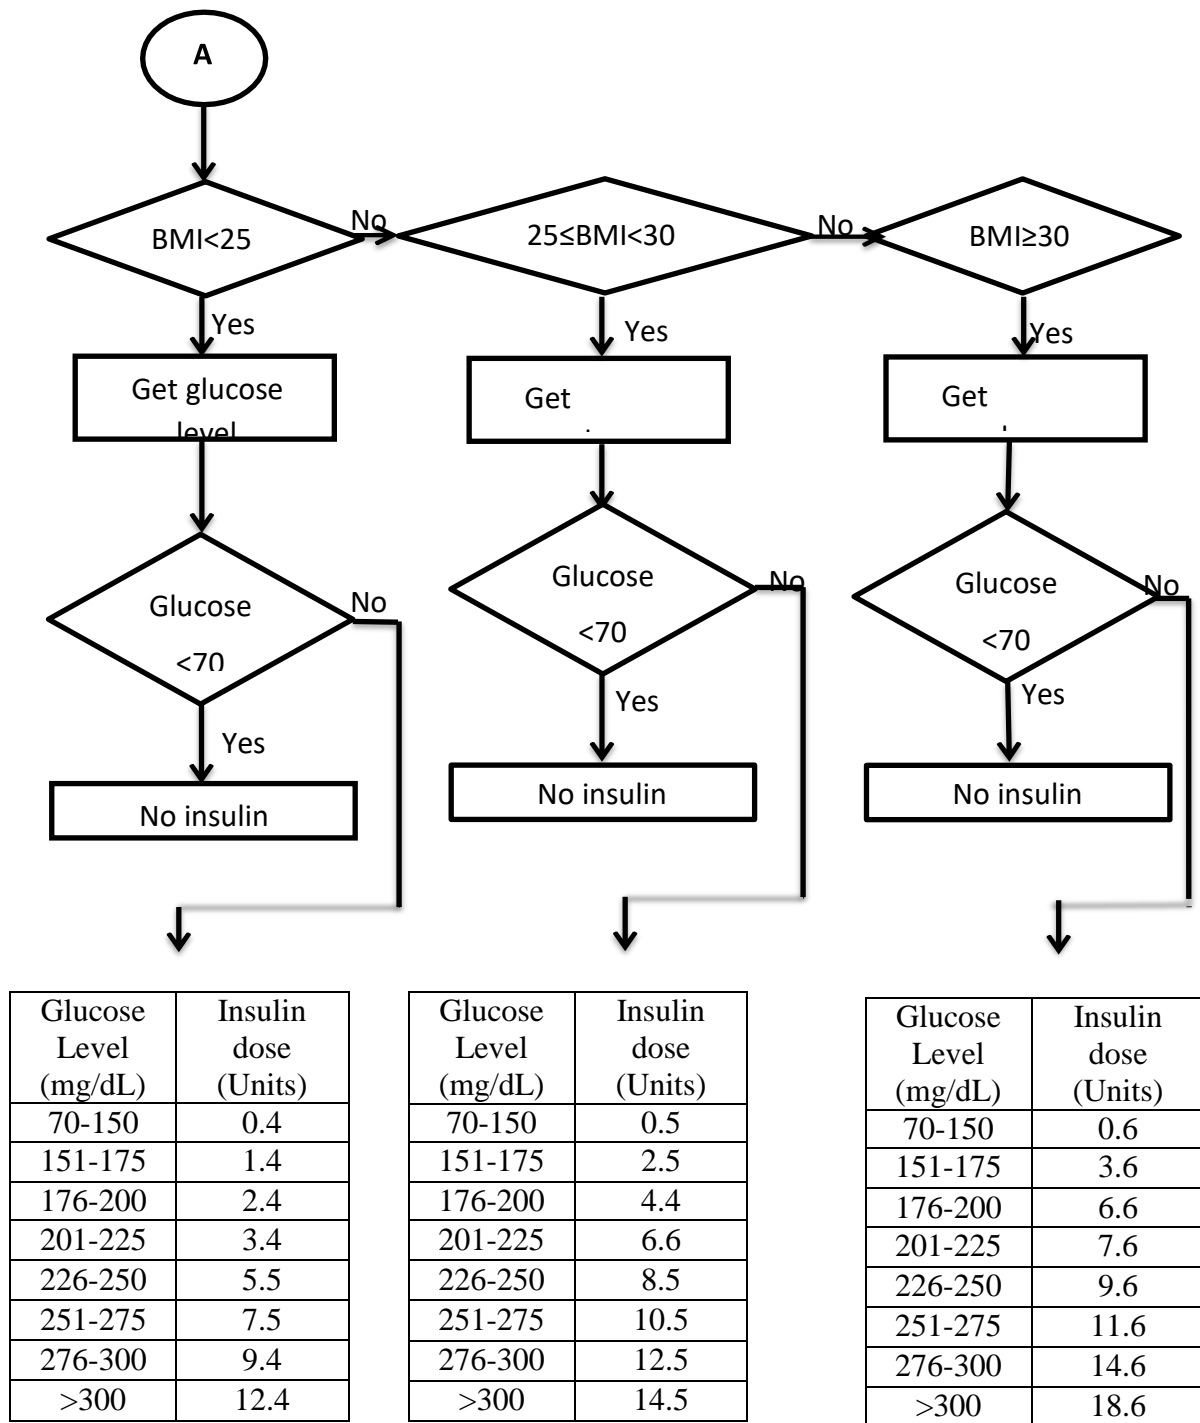 A
BMI<25
No
25≤BMI<30
No
BMI≥30
Yes
Yes
Yes
Get glucose
level
Get
Get
Glucose
<70
No
Glucose
<70
No
Glucose
<70
No
Yes
Yes
Yes
No insulin
No insulin
No insulin
Glucose Level (mg/dL) Insulin dose (Units)
70-150 0.4
151-175 1.4
176-200 2.4
201-225 3.4
226-250 5.5
251-275 7.5
276-300 9.4
>300 12.4
Glucose Level (mg/dL) Insulin dose (Units)
70-150 0.5
151-175 2.5
176-200 4.4
201-225 6.6
226-250 8.5
251-275 10.5
276-300 12.5
>300 14.5
Glucose Level (mg/dL) Insulin dose (Units)
70-150 0.6
151-175 3.6
176-200 6.6
201-225 7.6
226-250 9.6
251-275 11.6
276-300 14.6
>300 18.6